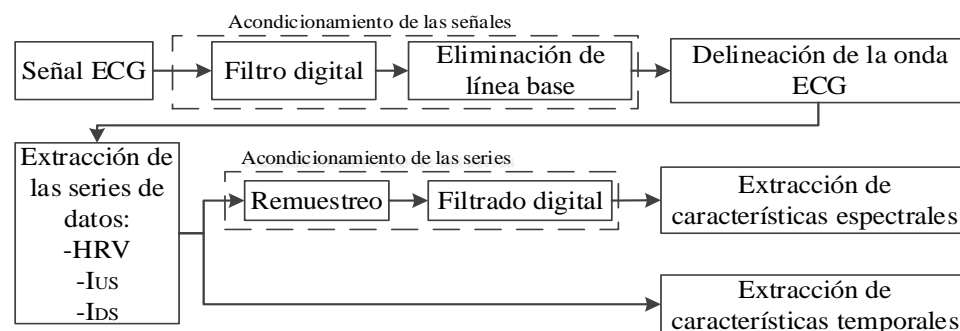 Acondicionamiento de las señales
Señal ECG
Filtro digital
Eliminación de
línea base
Delineación de la onda
ECG
Extracción de
las series de
datos:
-HRV
-IUS
-IDS
Acondicionamiento de las series
Remuestreo
Filtrado digital
Extracción de
características espectrales
Extracción de
características temporales